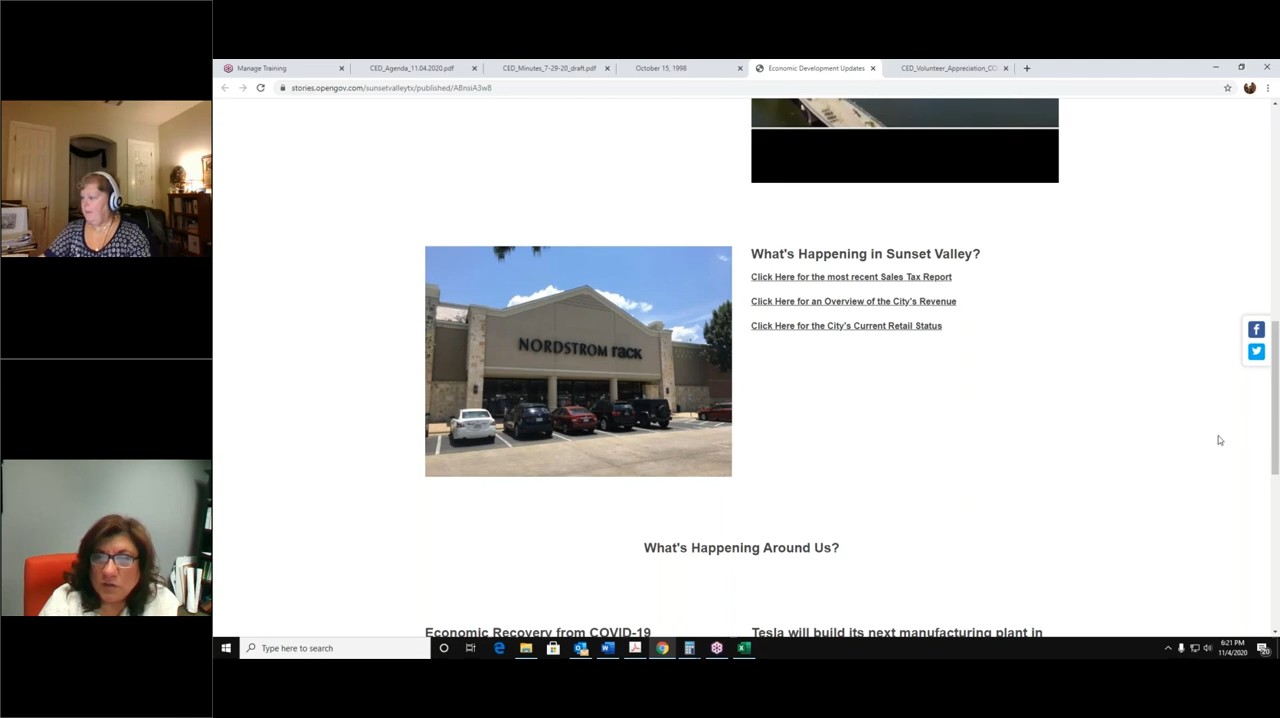 Manage Training
CED_Agenda_11.04.2020.pdf
CED_Minutes_7-29-20_draft.pdf
October 15, 1998
Economic Development Updates
CED_Volunteer_Appreciation_CO
stories.opengov.com/sunsetvalleytx/published/ABnsiA3w8
NORDSTROM rack
What's Happening in Sunset Valley?
Click Here for the most recent Sales Tax Report
Click Here for an Overview of the City's Revenue
Click Here for the City's Current Retail Status
What's Happening Around Us?
Economic Recovery from COVID-19
Tesla will build its next manufacturing plant in
Type here to search
6:21 PM
11/4/2020